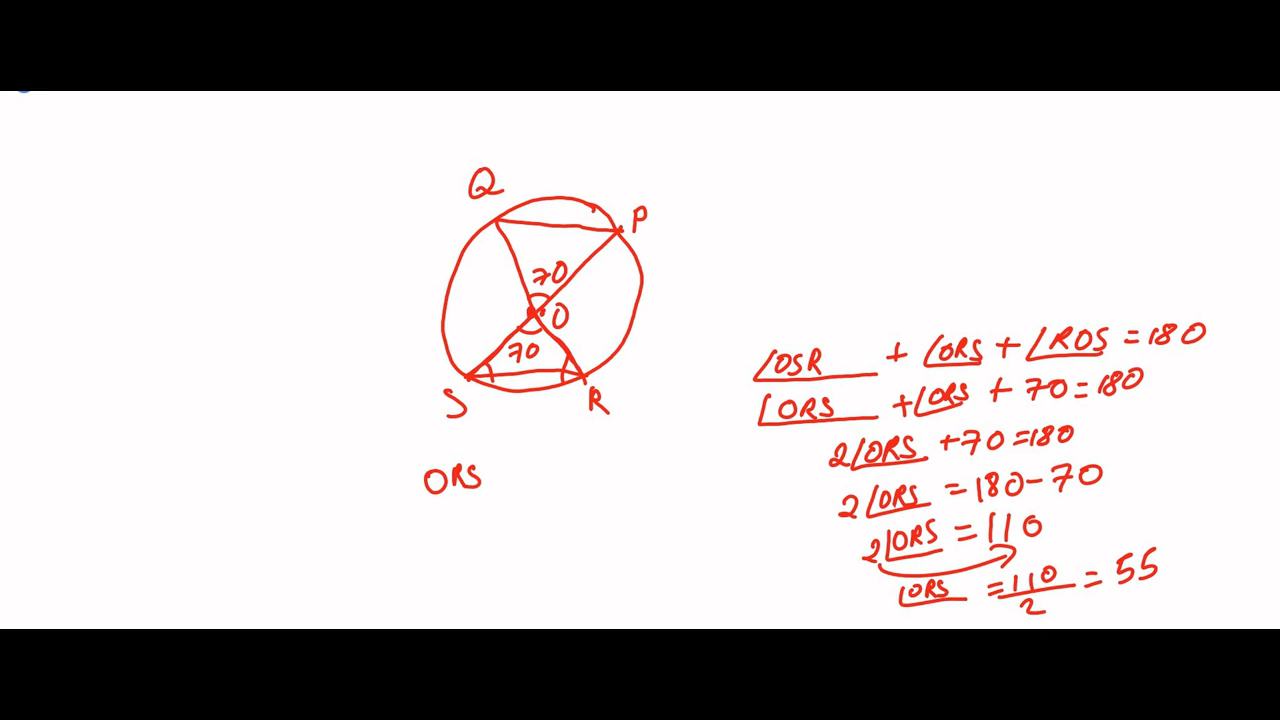 Q
P
70
O
70
S
R
ORS
∠OSR + ∠ORS + ∠ROS = 180
∠ORS + ∠ORS + 70 = 180
2∠ORS + 70 = 180
2∠ORS = 180 - 70
2∠ORS = 110
∠ORS = 110/2 = 55